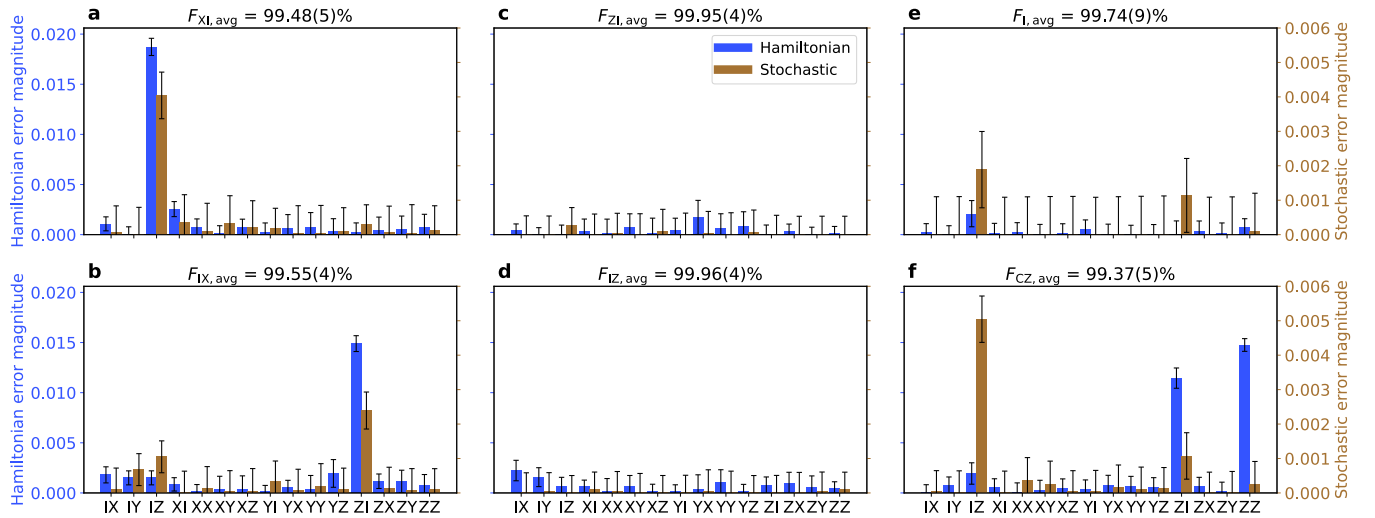 a F_XI, avg = 99.48(5)%
c F_ZI, avg = 99.95(4)%
e F_I, avg = 99.74(9)%
Hamiltonian error magnitude
0.020
0.015
0.010
0.005
0.000
Hamiltonian
Stochastic
0.006
0.005
0.004
0.003
0.002
0.001
0.000
Stochastic error magnitude
b F_IX, avg = 99.55(4)%
d F_IZ, avg = 99.96(4)%
f F_CZ, avg = 99.37(5)%
Hamiltonian error magnitude
0.020
0.015
0.010
0.005
0.000
0.006
0.005
0.004
0.003
0.002
0.001
0.000
Stochastic error magnitude
IX IY IZ XI XX XY XZ YI YX YY YZ ZI ZX ZY ZZ
IX IY IZ XI XX XY XZ YI YX YY YZ ZI ZX ZY ZZ
IX IY IZ XI XX XY XZ YI YX YY YZ ZI ZX ZY ZZ